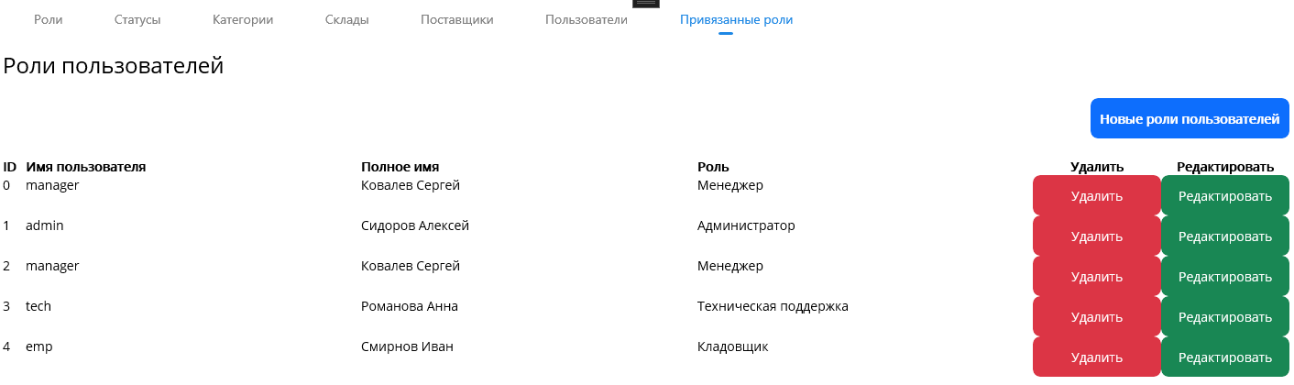 Роли Статусы Категории Склады Поставщики Пользователи Привязанные роли
Роли пользователей
Новые роли пользователей
ID Имя пользователя Полное имя Роль Удалить Редактировать
0 manager Ковалев Сергей Менеджер Удалить Редактировать
1 admin Сидоров Алексей Администратор Удалить Редактировать
2 manager Ковалев Сергей Менеджер Удалить Редактировать
3 tech Романова Анна Техническая поддержка Удалить Редактировать
4 emp Смирнов Иван Кладовщик Удалить Редактировать